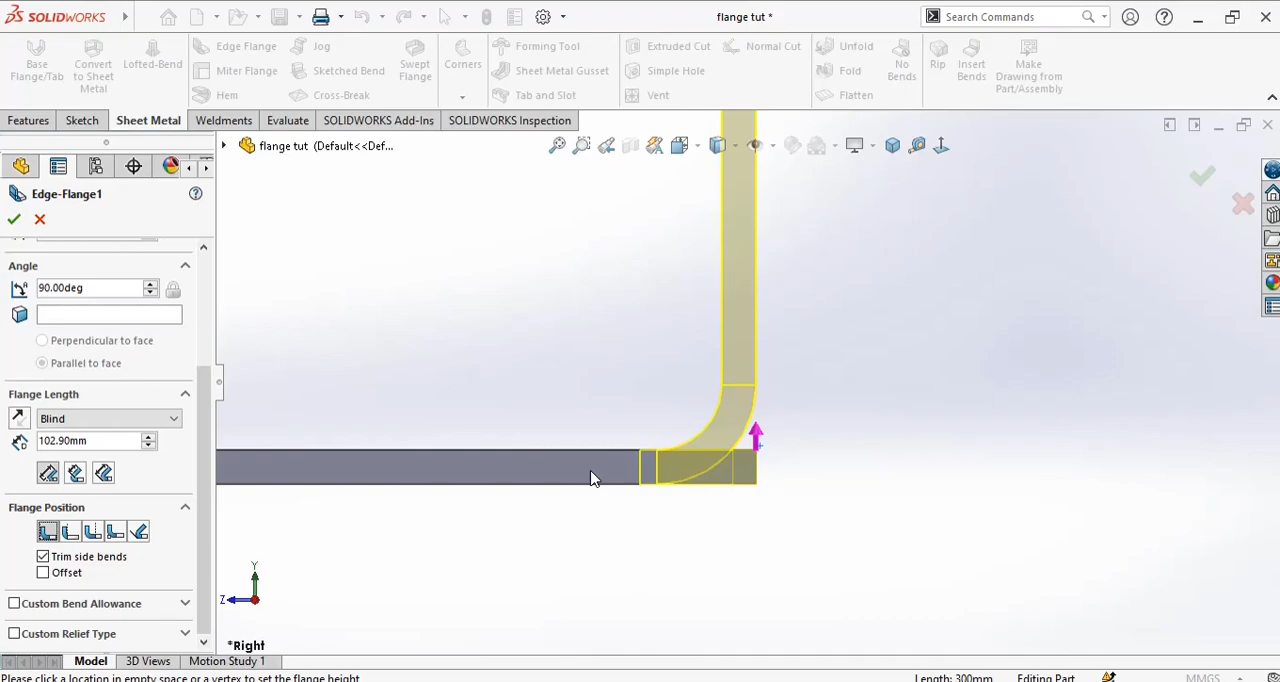 SOLIDWORKS
flange tut *
Search Commands
Base Flange/Tab
Convert to Sheet Metal
Lofted-Bend
Edge Flange
Miter Flange
Hem
Jog
Sketched Bend
Cross-Break
Swept Flange
Corners
Forming Tool
Sheet Metal Gusset
Tab and Slot
Extruded Cut
Simple Hole
Vent
Normal Cut
Unfold
Fold
Flatten
No Bends
Rip
Insert Bends
Make Drawing from Part/Assembly
Features
Sketch
Sheet Metal
Weldments
Evaluate
SOLIDWORKS Add-Ins
SOLIDWORKS Inspection
flange tut (Default<<Def...
Edge-Flange1
Angle
90.00deg
Perpendicular to face
Parallel to face
Flange Length
Blind
102.90mm
Flange Position
Trim side bends
Offset
Custom Bend Allowance
Custom Relief Type
Y
Z
*Right
Model
3D Views
Motion Study 1
Please click a location in empty space or a vertex to set the flange height
Length: 300mm
Editing Part
MMGS